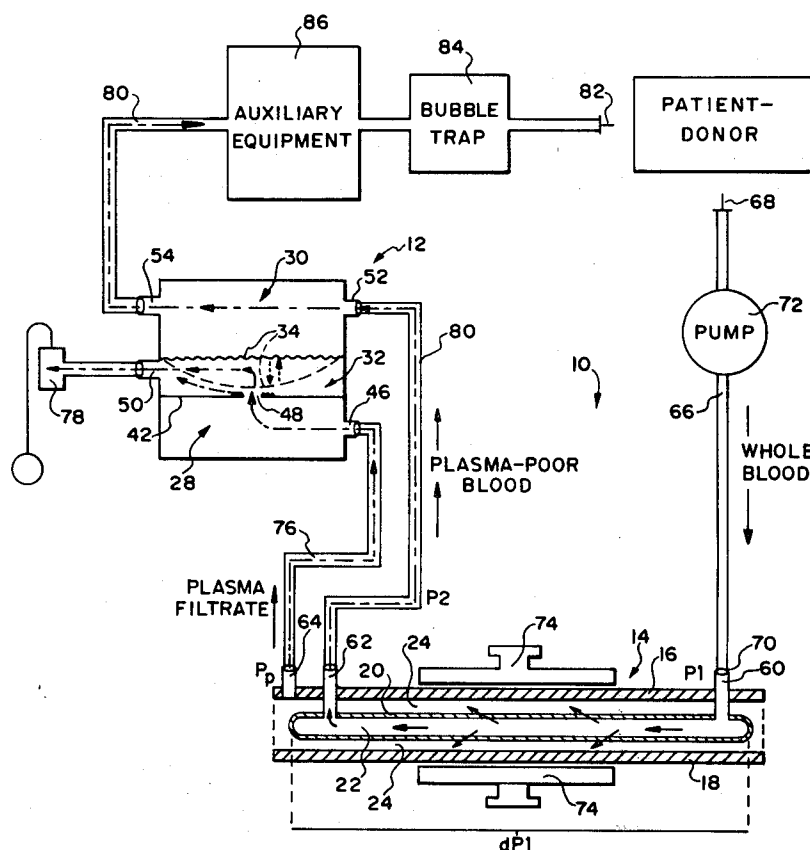 86
84
80
82
AUXILIARY
EQUIPMENT
BUBBLE
TRAP
PATIENT-
DONOR
68
12
54
30
52
72
PUMP
34
80
10
32
78
50
46
66
42
48
28
PLASMA-POOR
BLOOD
WHOLE
BLOOD
76
PLASMA
FILTRATE
P2
74
14
64
62
16
P1
70
60
Pp
20
24
22
24
18
74
dP1